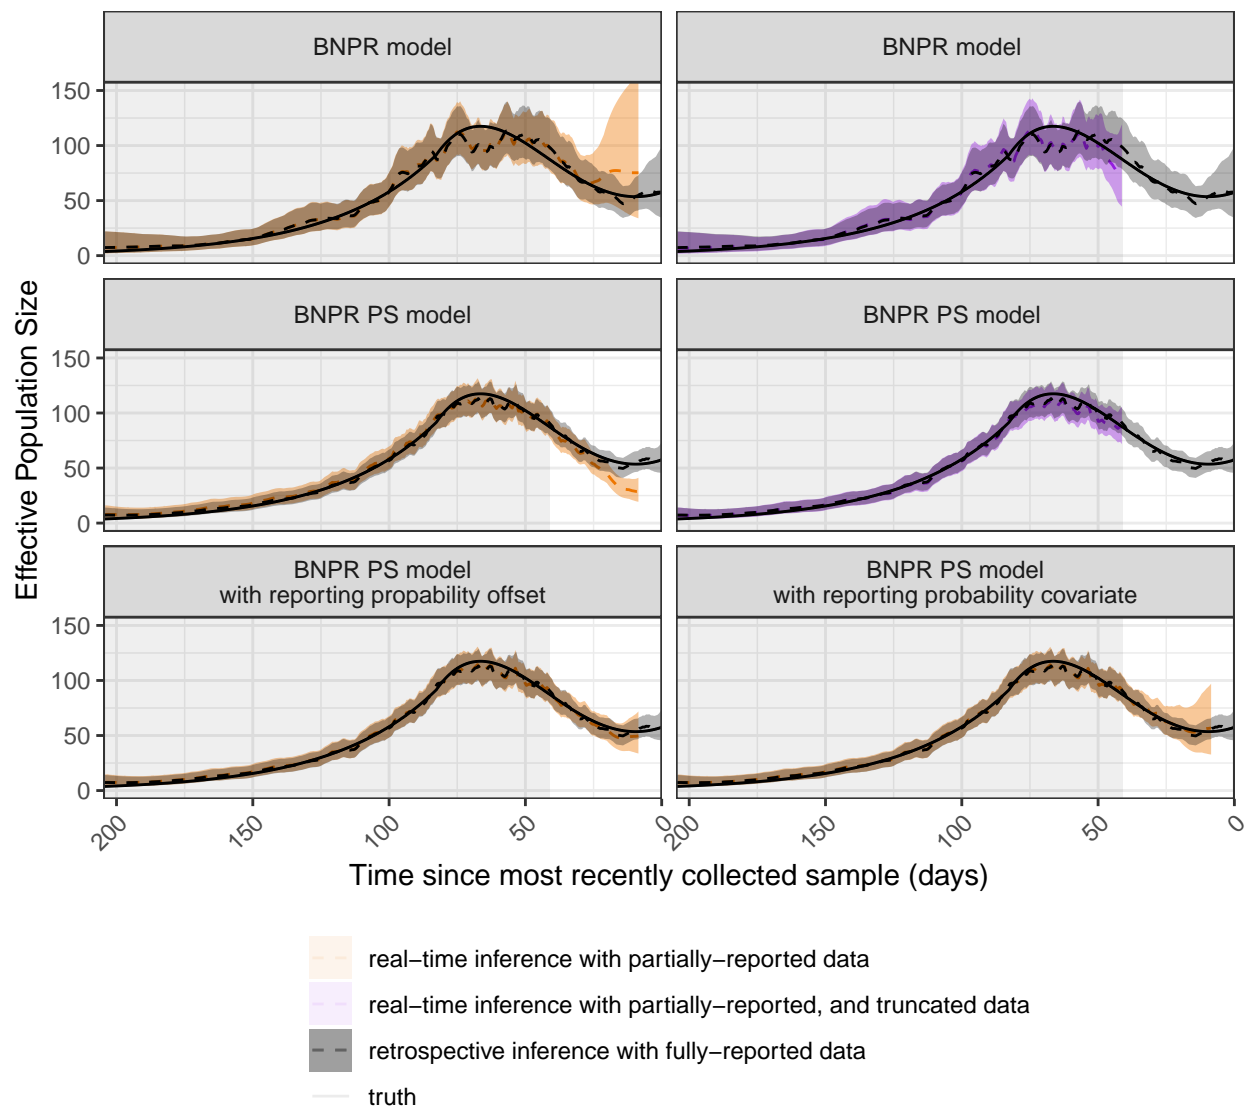 BNPR model
BNPR model
150
100
50
0
BNPR PS model
BNPR PS model
150
100
50
0
Effective Population Size
BNPR PS model
with reporting propability offset
BNPR PS model
with reporting probability covariate
150
100
50
0
200
150
100
50
0
200
150
100
50
0
Time since most recently collected sample (days)
real−time inference with partially−reported data
real−time inference with partially−reported, and truncated data
retrospective inference with fully−reported data
truth